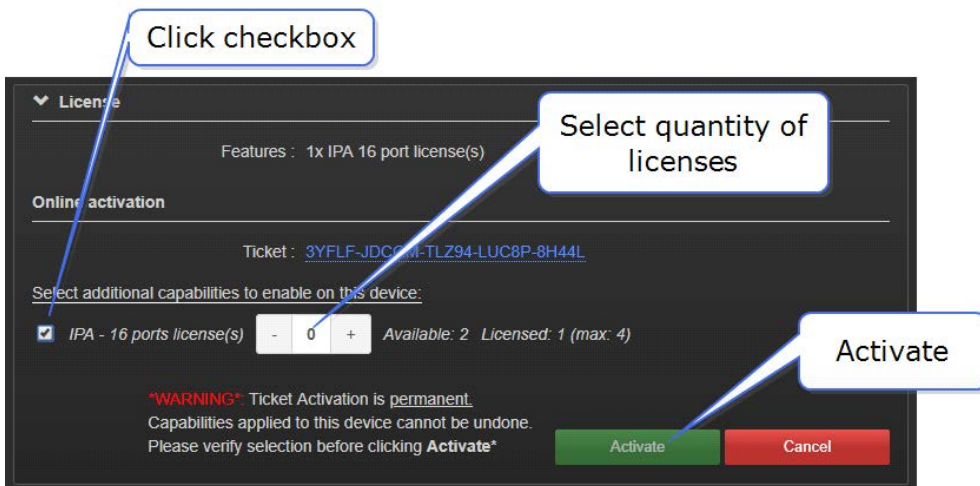 Click checkbox
License
Select quantity of
licenses
Features : 1x IPA 16 port license(s)
Online activation
Ticket : 3YFLF-JDCGM-TLZ94-LUC8P-8H44L
Select additional capabilities to enable on this device:
IPA - 16 ports license(s) - 0 + Available: 2 Licensed: 1 (max: 4)
Activate
*WARNING*: Ticket Activation is permanent.
Capabilities applied to this device cannot be undone.
Please verify selection before clicking Activate*
Activate
Cancel